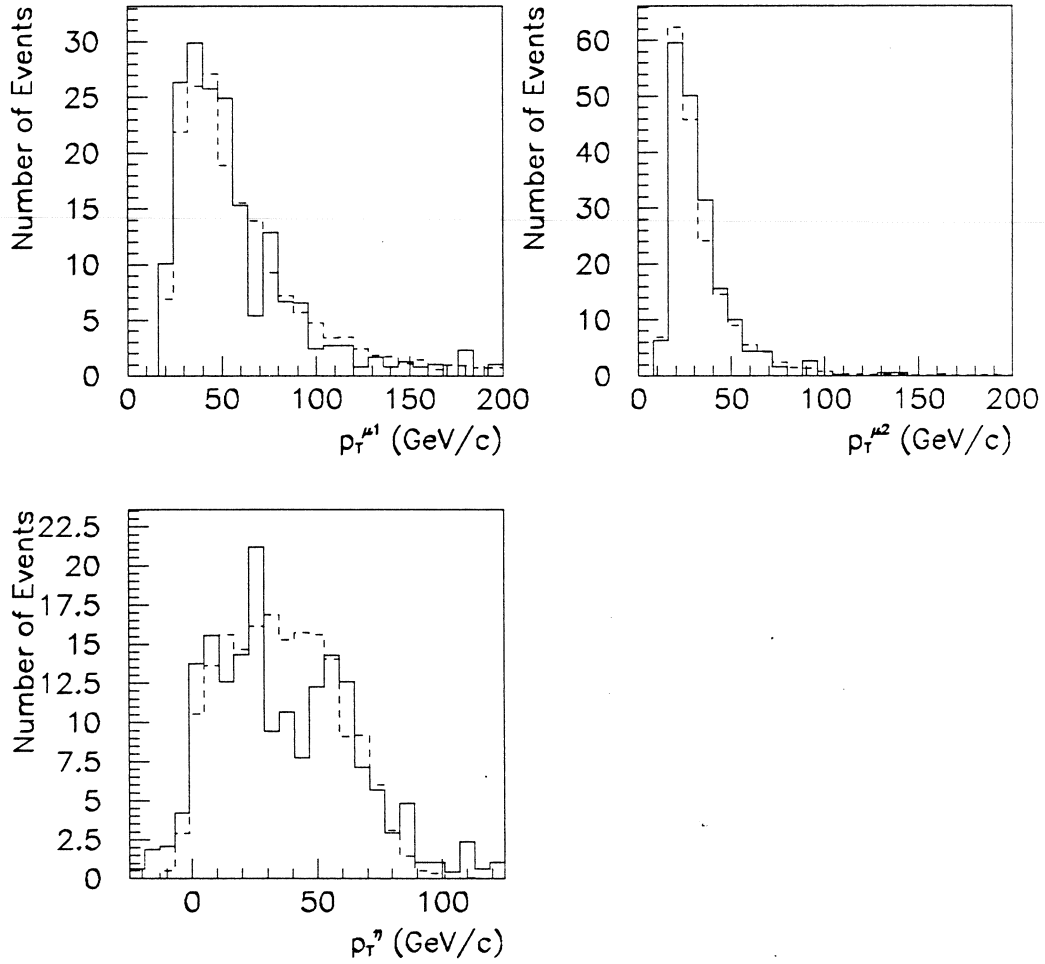 Number of Events
30
25
20
15
10
5
0
0 50 100 150 200
p_T^μ1 (GeV/c)
Number of Events
60
50
40
30
20
10
0
0 50 100 150 200
p_T^μ2 (GeV/c)
Number of Events
22.5
20
17.5
15
12.5
10
7.5
5
2.5
0
0 50 100
p_T^η (GeV/c)